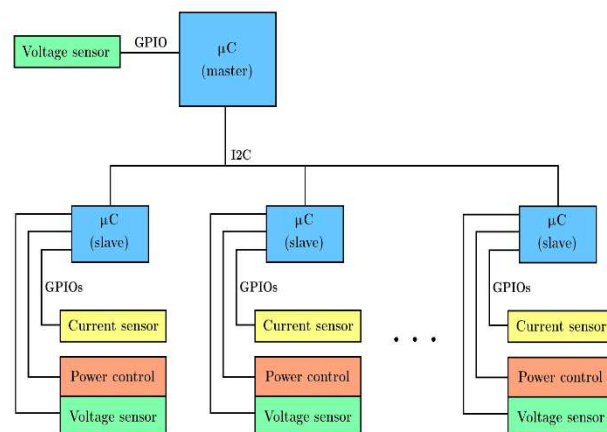 GPIO
Voltage sensor
μC
(master)
I2C
μC
(slave)
μC
(slave)
μC
(slave)
GPIOs
GPIOs
GPIOs
Current sensor
Current sensor
Current sensor
. . .
Power control
Power control
Power control
Voltage sensor
Voltage sensor
Voltage sensor